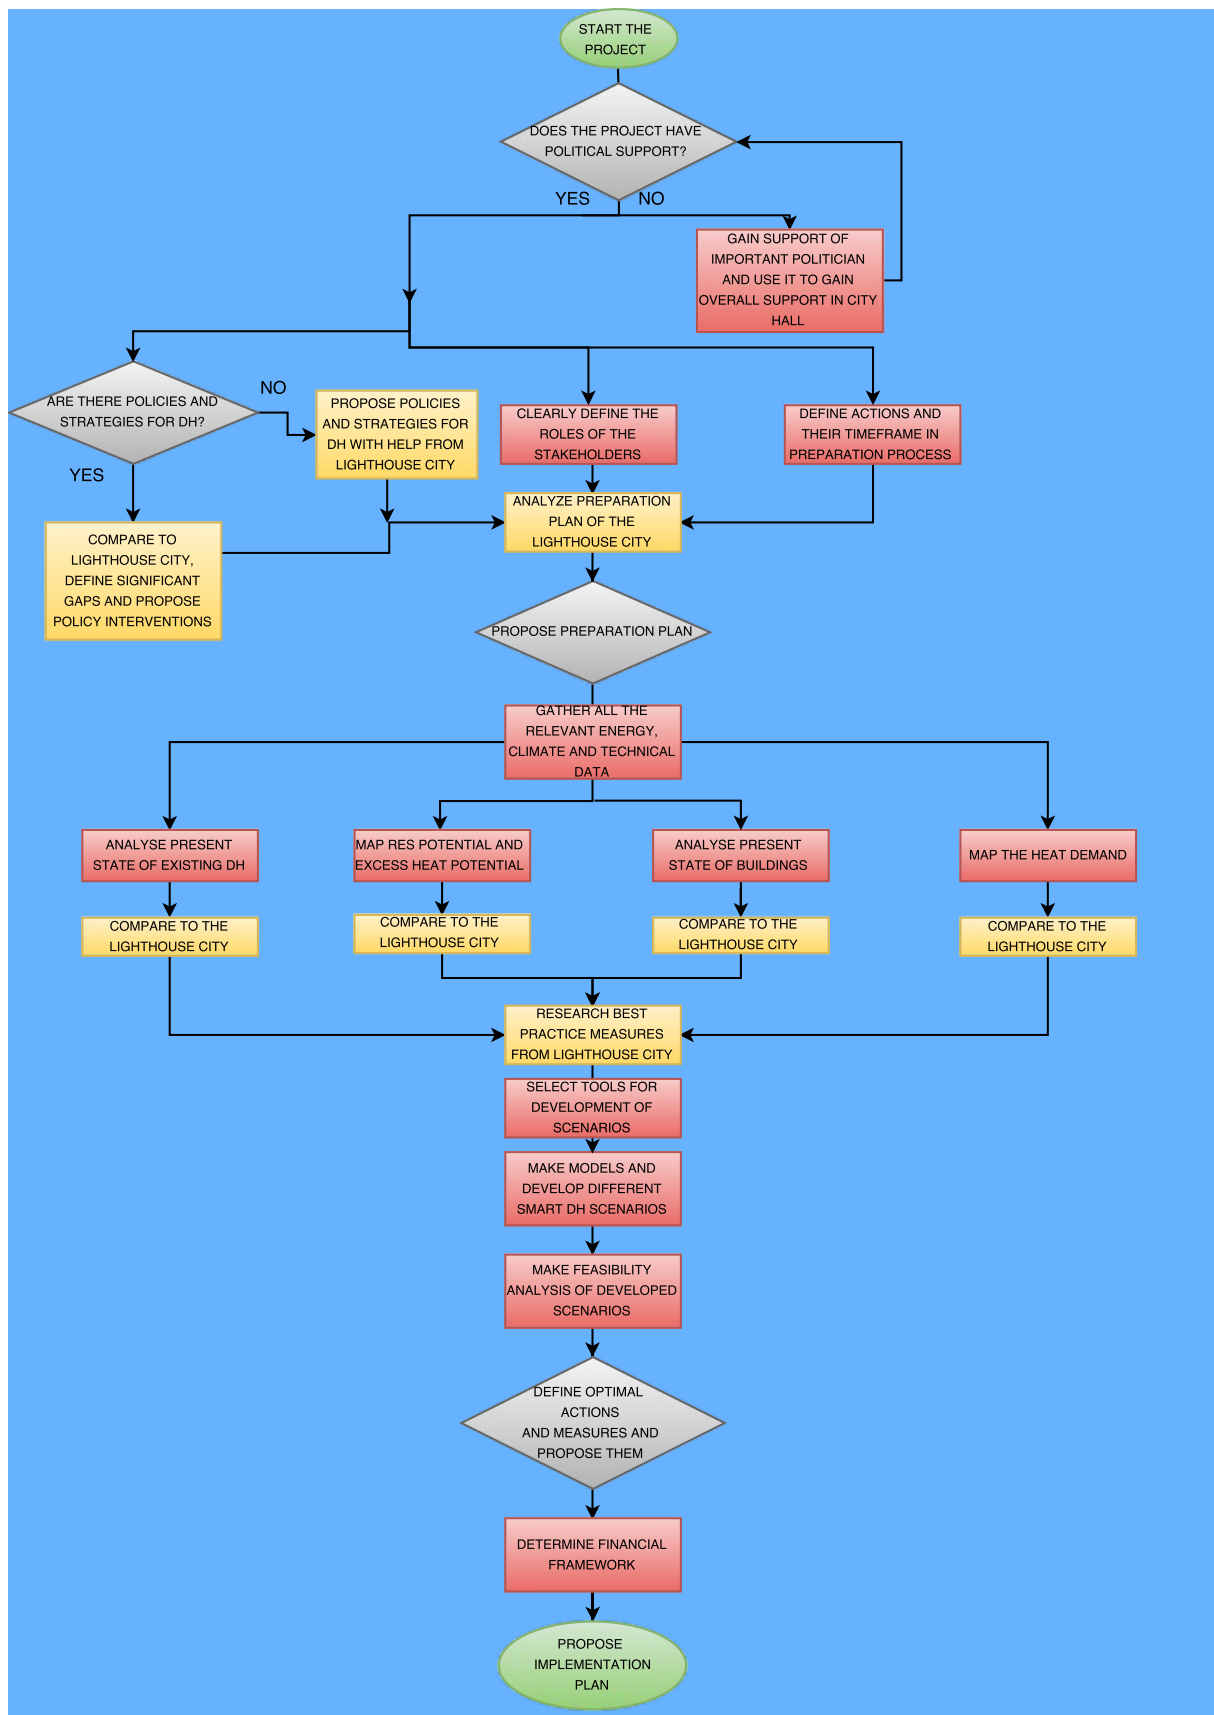 START THE
PROJECT
DOES THE PROJECT HAVE
POLITICAL SUPPORT?
YES
NO
GAIN SUPPORT OF
IMPORTANT POLITICIAN
AND USE IT TO GAIN
OVERALL SUPPORT IN CITY
HALL
ARE THERE POLICIES AND
STRATEGIES FOR DH?
NO
YES
PROPOSE POLICIES
AND STRATEGIES FOR
DH WITH HELP FROM
LIGHTHOUSE CITY
CLEARLY DEFINE THE
ROLES OF THE
STAKEHOLDERS
DEFINE ACTIONS AND
THEIR TIMEFRAME IN
PREPARATION PROCESS
COMPARE TO
LIGHTHOUSE CITY,
DEFINE SIGNIFICANT
GAPS AND PROPOSE
POLICY INTERVENTIONS
ANALYZE PREPARATION
PLAN OF THE
LIGHTHOUSE CITY
PROPOSE PREPARATION PLAN
GATHER ALL THE
RELEVANT ENERGY,
CLIMATE AND TECHNICAL
DATA
ANALYSE PRESENT
STATE OF EXISTING DH
MAP RES POTENTIAL AND
EXCESS HEAT POTENTIAL
ANALYSE PRESENT
STATE OF BUILDINGS
MAP THE HEAT DEMAND
COMPARE TO THE
LIGHTHOUSE CITY
COMPARE TO THE
LIGHTHOUSE CITY
COMPARE TO THE
LIGHTHOUSE CITY
COMPARE TO THE
LIGHTHOUSE CITY
RESEARCH BEST
PRACTICE MEASURES
FROM LIGHTHOUSE CITY
SELECT TOOLS FOR
DEVELOPMENT OF
SCENARIOS
MAKE MODELS AND
DEVELOP DIFFERENT
SMART DH SCENARIOS
MAKE FEASIBILITY
ANALYSIS OF DEVELOPED
SCENARIOS
DEFINE OPTIMAL
ACTIONS
AND MEASURES AND
PROPOSE THEM
DETERMINE FINANCIAL
FRAMEWORK
PROPOSE
IMPLEMENTATION
PLAN